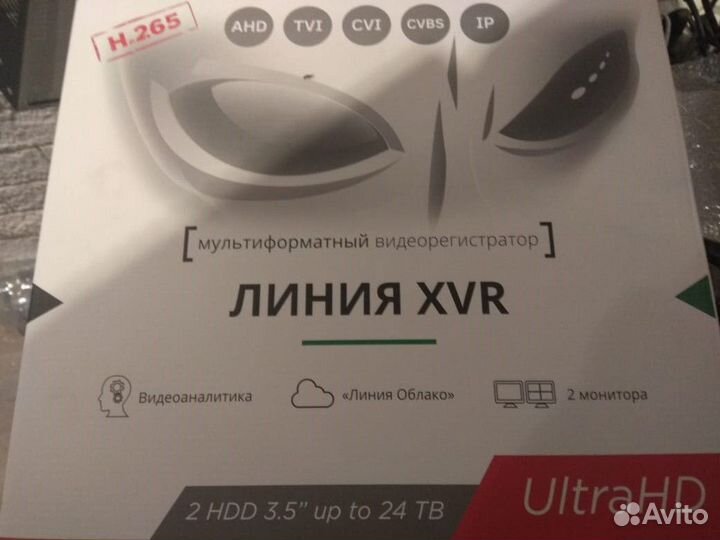 H.265
AHD TVI CVI CVBS IP
[мультиформатный видеорегистратор]
ЛИНИЯ XVR
Видеоаналитика «Линия Облако» 2 монитора
2 HDD 3.5” up to 24 TB
UltraHD
Avito